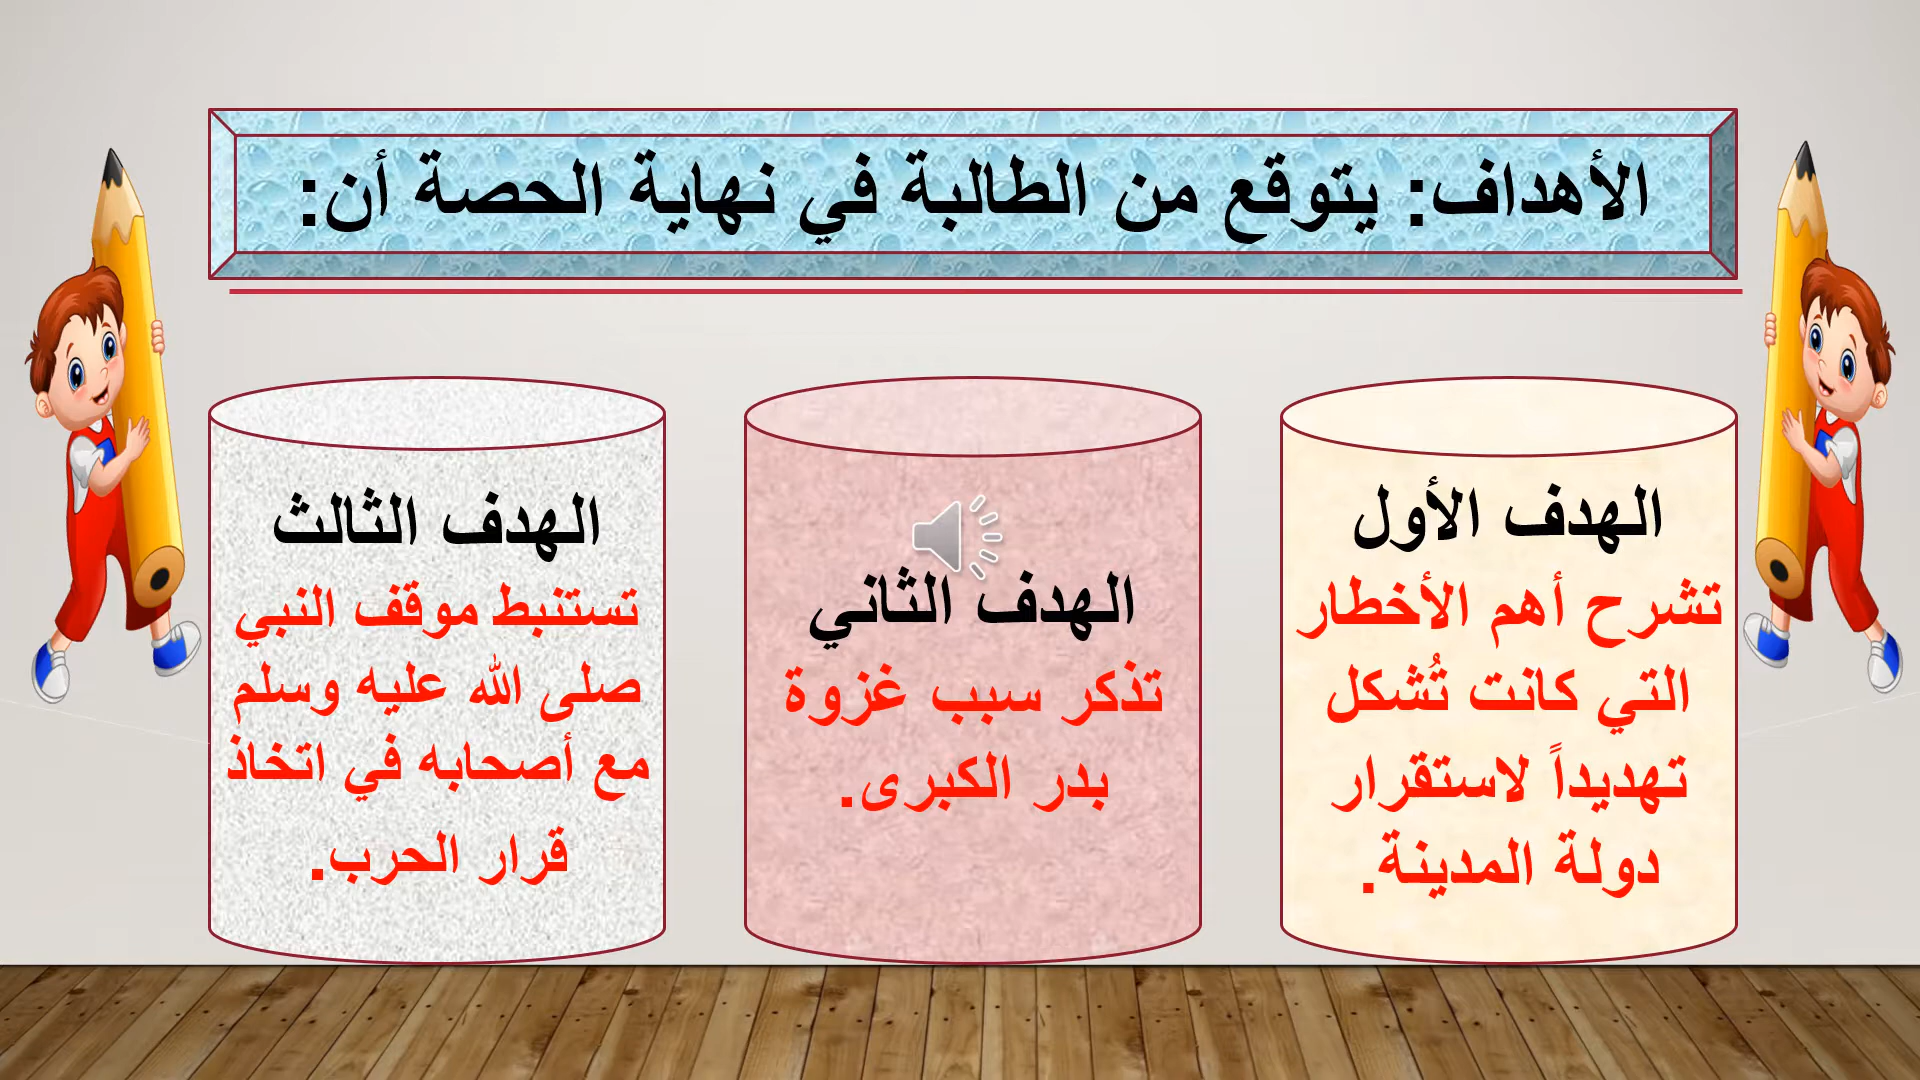 الأهداف: يتوقع من الطالبة في نهاية الحصة أن:
الهدف الأول
تشرح أهم الأخطار
التي كانت تُشكل
تهديداً لاستقرار
دولة المدينة.
الهدف الثاني
تذكر سبب غزوة
بدر الكبرى.
الهدف الثالث
تستنبط موقف النبي
صلى الله عليه وسلم
مع أصحابه في اتخاذ
قرار الحرب.